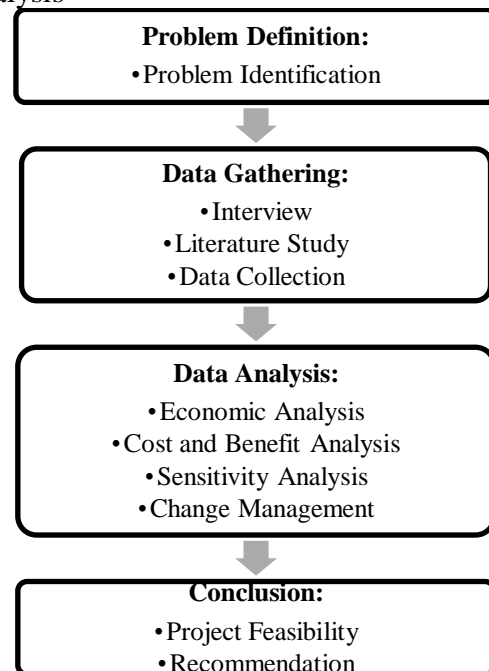 Problem Definition:
•Problem Identification
Data Gathering:
•Interview
•Literature Study
•Data Collection
Data Analysis:
•Economic Analysis
•Cost and Benefit Analysis
•Sensitivity Analysis
•Change Management
Conclusion:
•Project Feasibility
•Recommendation